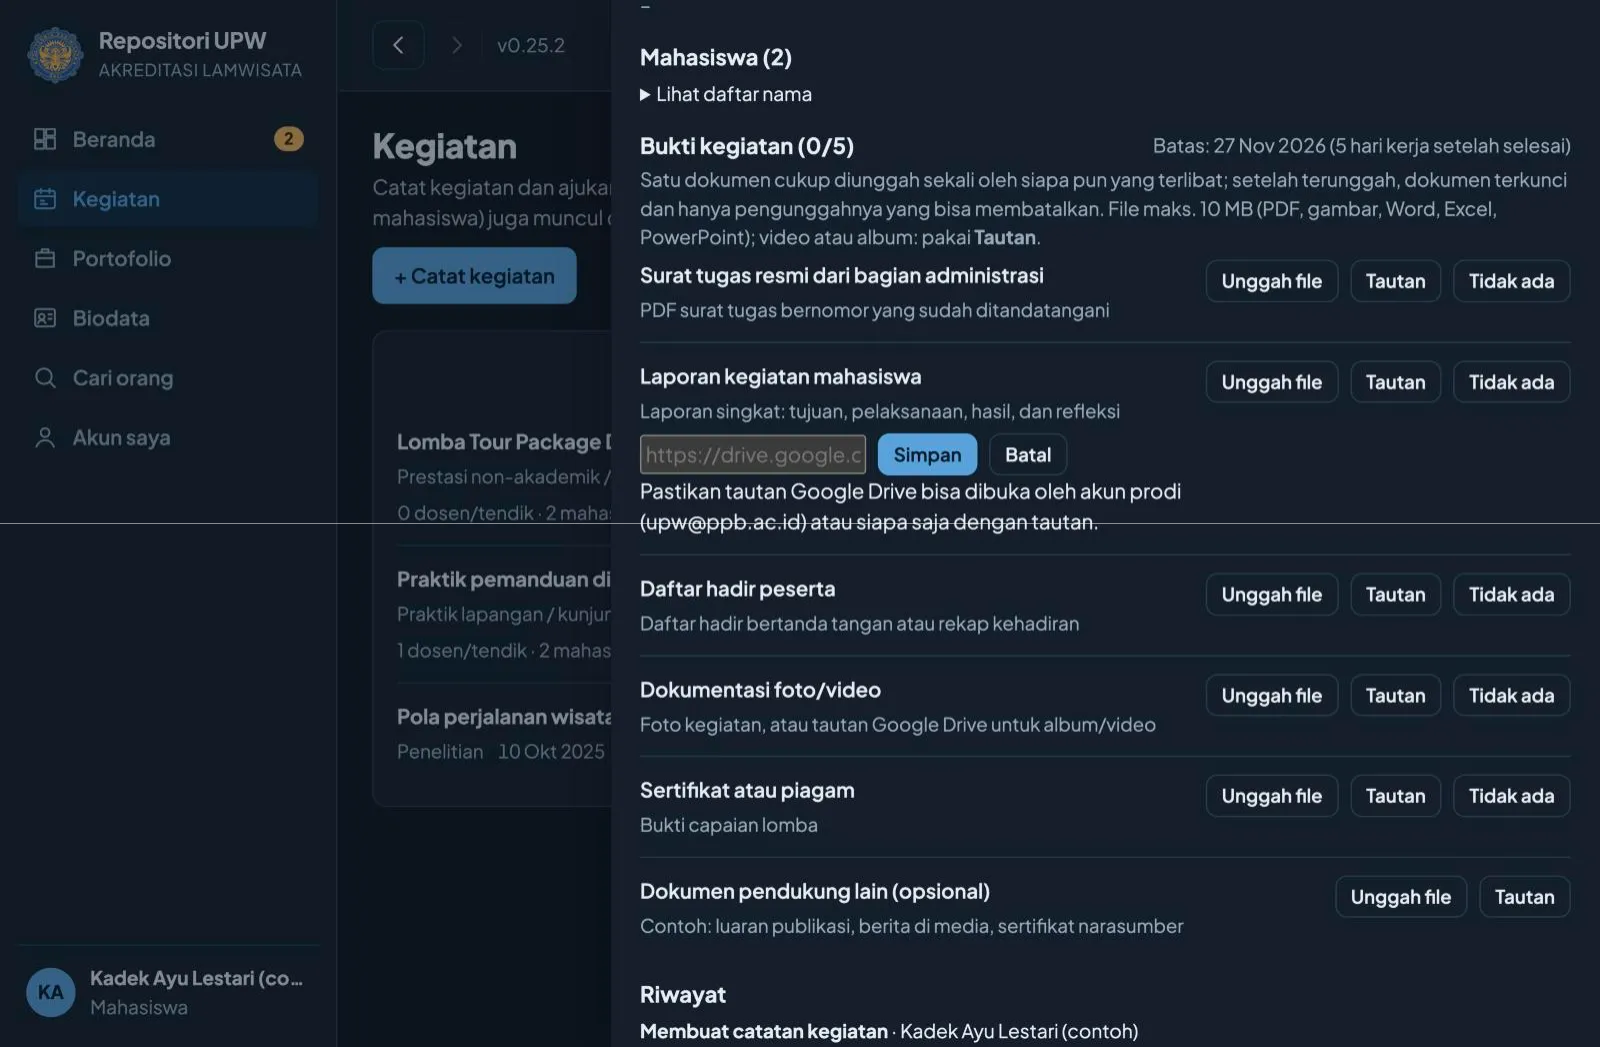 Repositori UPW
AKREDITASI LAMWISATA
Beranda
2
Kegiatan
Portofolio
Biodata
Cari orang
Akun saya
KA
Kadek Ayu Lestari (co...
Mahasiswa
v0.25.2
Kegiatan
Catat kegiatan dan ajuka
mahasiswa) juga muncul
+ Catat kegiatan
Lomba Tour Package
Prestasi non-akademik /
0 dosen/tendik · 2 mahas
Praktik pemanduan di
Praktik lapangan / kunjur
1 dosen/tendik · 2 mahas
Pola perjalanan wisata
Penelitian 10 Okt 2025
–
Mahasiswa (2)
▶ Lihat daftar nama
Bukti kegiatan (0/5)
Batas: 27 Nov 2026 (5 hari kerja setelah selesai)
Satu dokumen cukup diunggah sekali oleh siapa pun yang terlibat; setelah terunggah, dokumen terkunci
dan hanya pengunggahnya yang bisa membatalkan. File maks. 10 MB (PDF, gambar, Word, Excel,
PowerPoint); video atau album: pakai Tautan.
Surat tugas resmi dari bagian administrasi
Unggah file Tautan Tidak ada
PDF surat tugas bernomor yang sudah ditandatangani
Laporan kegiatan mahasiswa
Unggah file Tautan Tidak ada
Laporan singkat: tujuan, pelaksanaan, hasil, dan refleksi
https://drive.google.c Simpan Batal
Pastikan tautan Google Drive bisa dibuka oleh akun prodi
(upw@ppb.ac.id) atau siapa saja dengan tautan.
Daftar hadir peserta
Unggah file Tautan Tidak ada
Daftar hadir bertanda tangan atau rekap kehadiran
Dokumentasi foto/video
Unggah file Tautan Tidak ada
Foto kegiatan, atau tautan Google Drive untuk album/video
Sertifikat atau piagam
Unggah file Tautan Tidak ada
Bukti capaian lomba
Dokumen pendukung lain (opsional)
Unggah file Tautan
Contoh: luaran publikasi, berita di media, sertifikat narasumber
Riwayat
Membuat catatan kegiatan · Kadek Ayu Lestari (contoh)